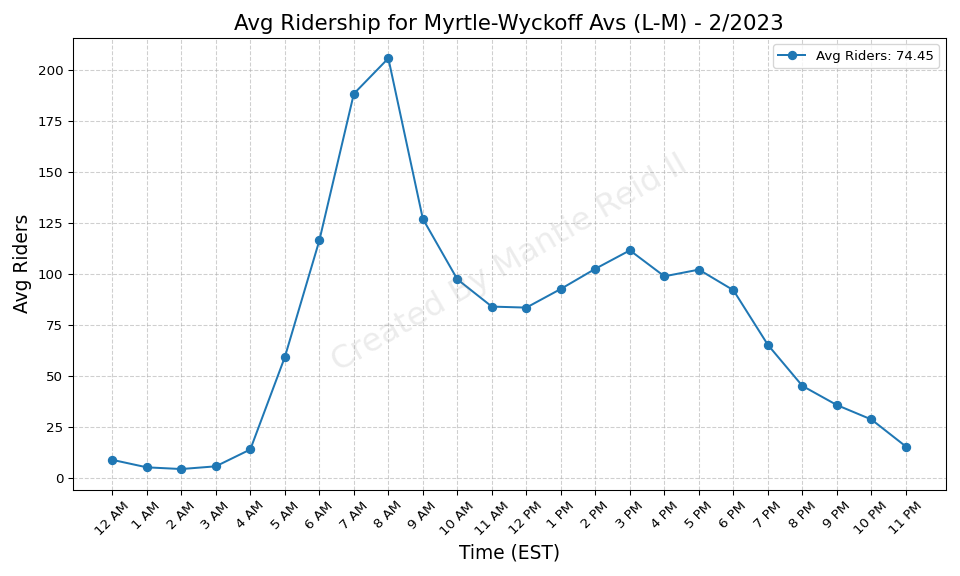 Avg Ridership for Myrtle-Wyckoff Avs (L-M) - 2/2023
Avg Riders: 74.45
Avg Riders
200
175
150
125
100
75
50
25
0
Created By Mantle Reid II
12 AM
1 AM
2 AM
3 AM
4 AM
5 AM
6 AM
7 AM
8 AM
9 AM
10 AM
11 AM
12 PM
1 PM
2 PM
3 PM
4 PM
5 PM
6 PM
7 PM
8 PM
9 PM
10 PM
11 PM
Time (EST)